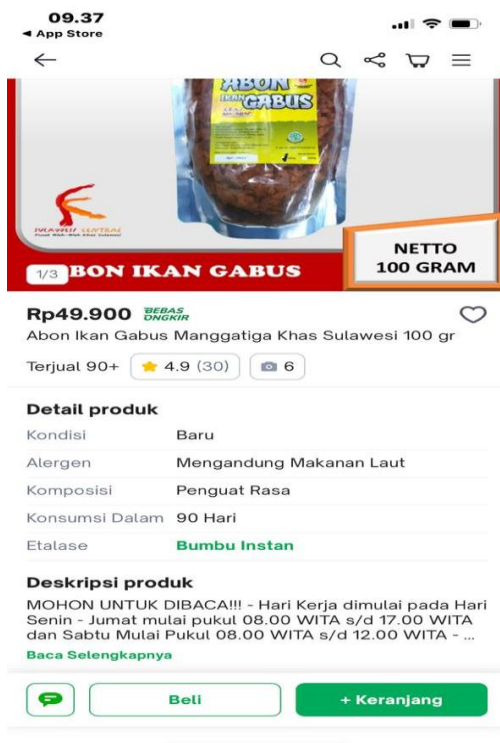 09.37
◄ App Store
ABON
IKAN GABUS
SULAWESI CENTRAL
NETTO
100 GRAM
1/3 BON IKAN GABUS
Rp49.900 BEBAS ONGKIR
Abon Ikan Gabus Manggatiga Khas Sulawesi 100 gr
Terjual 90+ 4.9 (30) 6
Detail produk
Kondisi Baru
Alergen Mengandung Makanan Laut
Komposisi Penguat Rasa
Konsumsi Dalam 90 Hari
Etalase Bumbu Instan
Deskripsi produk
MOHON UNTUK DIBACA!!! - Hari Kerja dimulai pada Hari
Senin - Jumat mulai pukul 08.00 WITA s/d 17.00 WITA
dan Sabtu Mulai Pukul 08.00 WITA s/d 12.00 WITA - ...
Baca Selengkapnya
Beli + Keranjang